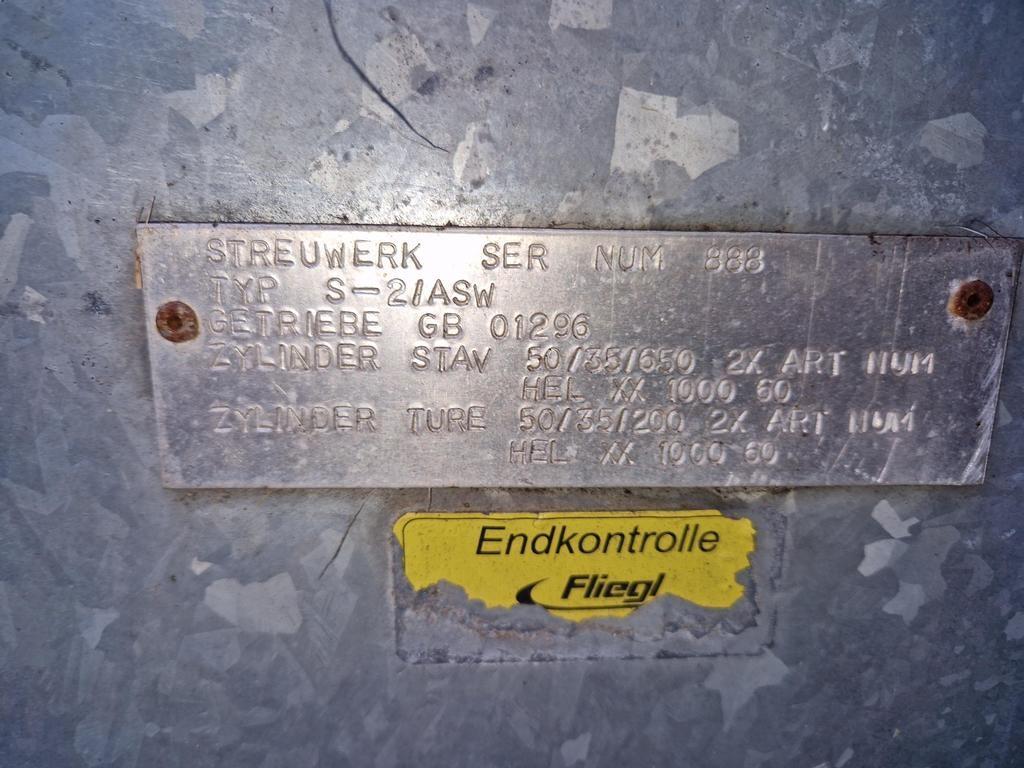 STREUWERK SER NUM 888
TYP S-2/ASW
GETRIEBE GB 01296
ZYLINDER STAV 50/35/650 2X ART NUM
HEL XX 1000 60
ZYLINDER TURE 50/35/200 2X ART NUM
HEL XX 1000 60
Endkontrolle
Fliegl